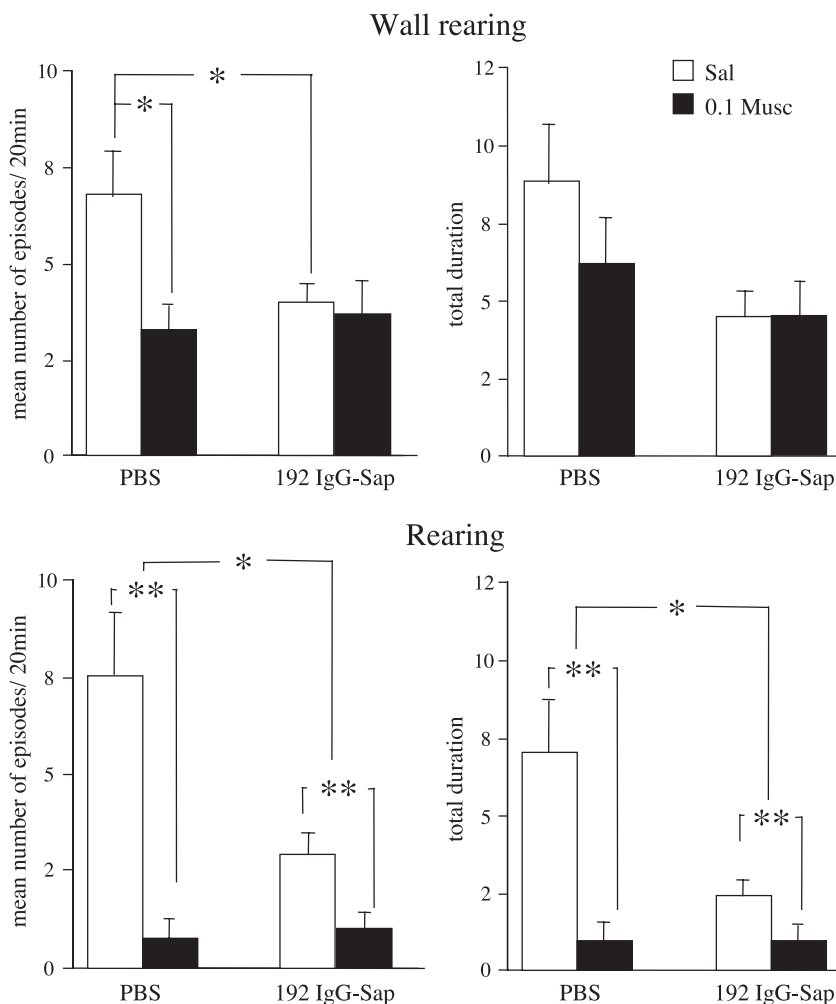 Wall rearing
mean number of episodes/ 20min
10
8
5
2
0
*
*
PBS
192 IgG-Sap
total duration
12
10
8
5
2
0
Sal
0.1 Musc
PBS
192 IgG-Sap
Rearing
mean number of episodes/ 20min
10
8
5
2
0
*
**
**
PBS
192 IgG-Sap
total duration
12
10
8
5
2
0
*
**
**
PBS
192 IgG-Sap